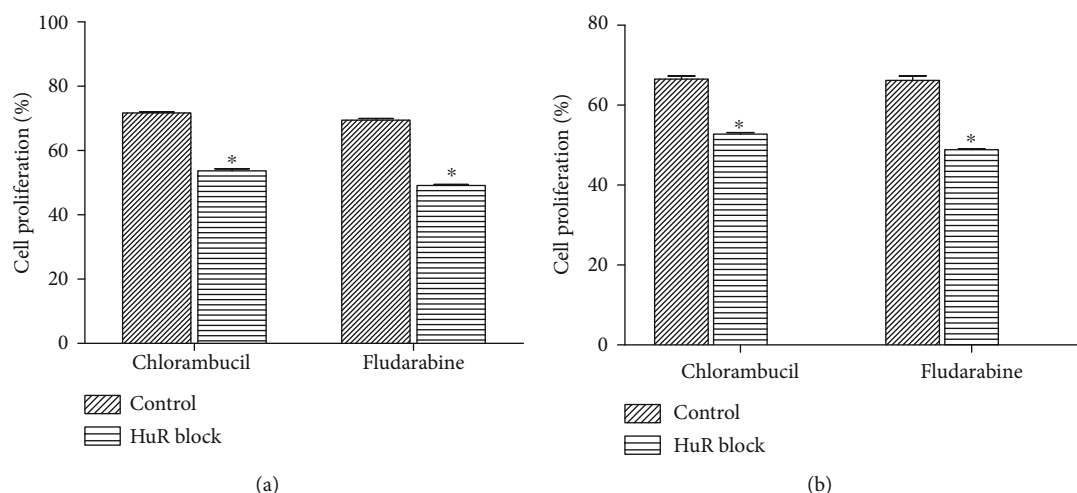 100
80
60
40
20
0
Cell proliferation (%)
*
*
Chlorambucil
Fludarabine
Control
HuR block
(a)
80
60
40
20
0
Cell proliferation (%)
*
*
Chlorambucil
Fludarabine
Control
HuR block
(b)